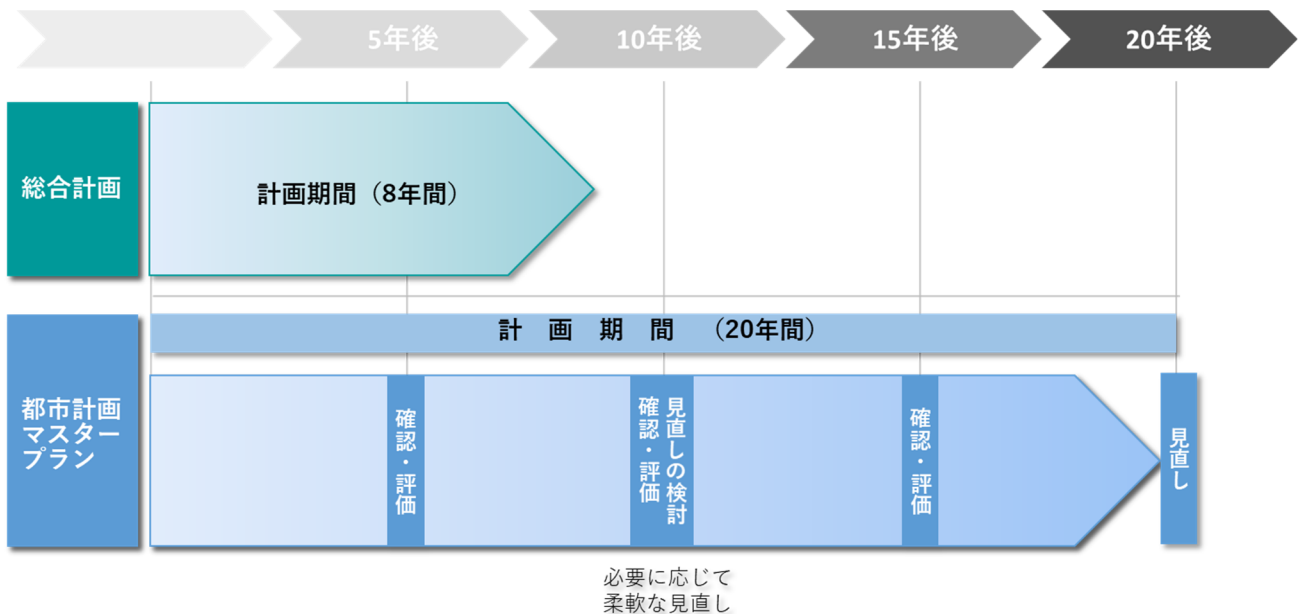 5年後
10年後
15年後
20年後
総合計画
計画期間（8年間）
計画期間　（20年間）
都市計画
マスター
プラン
確認・評価
見直しの検討
確認・評価
確認・評価
見直し
必要に応じて
柔軟な見直し